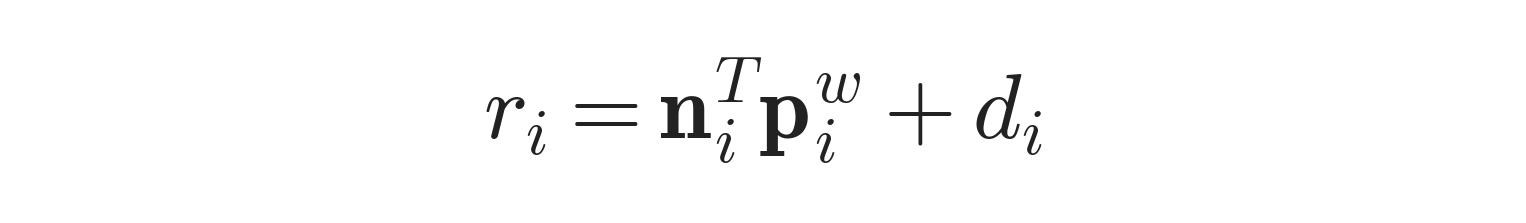 $r_i = \mathbf{n}_i^T \mathbf{p}_i^w + d_i$